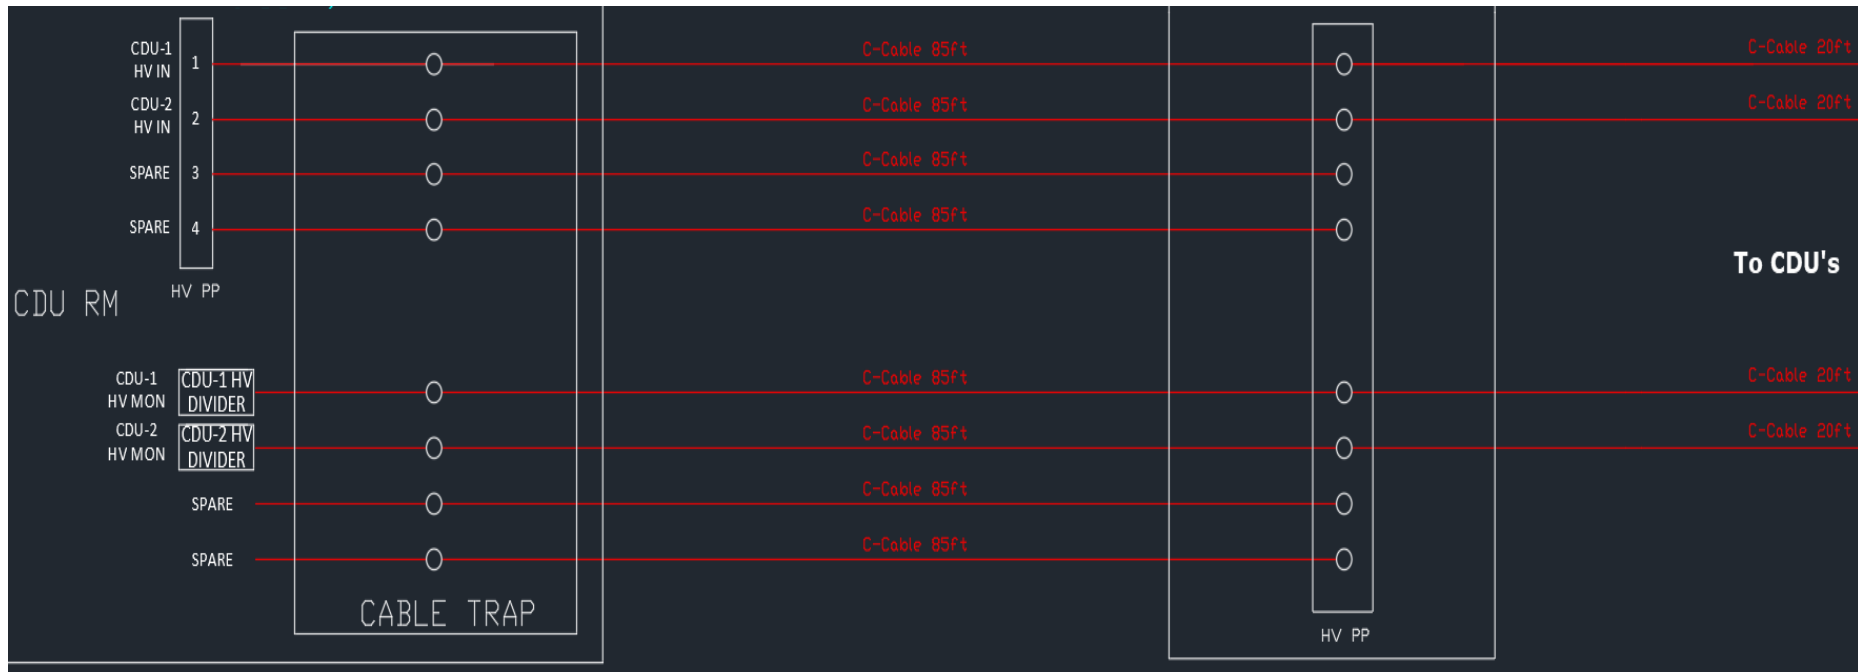 CDU-1
HV IN
1
C-Cable 85ft
C-Cable 20ft
CDU-2
HV IN
2
C-Cable 85ft
C-Cable 20ft
SPARE
3
C-Cable 85ft
SPARE
4
C-Cable 85ft
To CDU's
HV PP
CDU RM
CDU-1
HV MON
CDU-1 HV
DIVIDER
C-Cable 85ft
C-Cable 20ft
CDU-2
HV MON
CDU-2 HV
DIVIDER
C-Cable 85ft
C-Cable 20ft
SPARE
C-Cable 85ft
SPARE
C-Cable 85ft
CABLE TRAP
HV PP